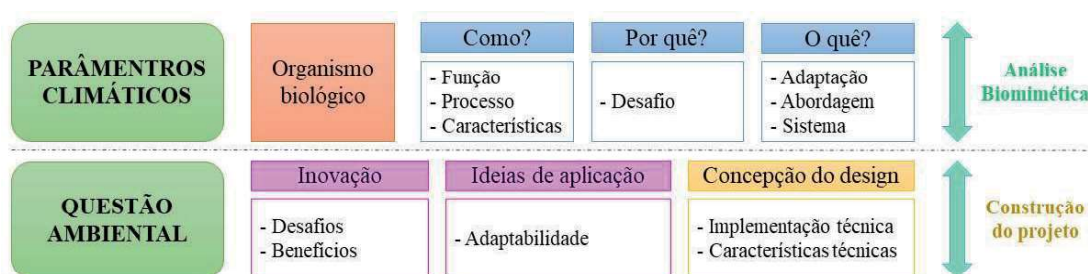 PARÂMENTROS
CLIMÁTICOS
Organismo
biológico
Como?
- Função
- Processo
- Características
Por quê?
- Desafio
O quê?
- Adaptação
- Abordagem
- Sistema
Análise
Biomimética
QUESTÃO
AMBIENTAL
Inovação
- Desafios
- Benefícios
Ideias de aplicação
- Adaptabilidade
Concepção do design
- Implementação técnica
- Características técnicas
Construção
do projeto